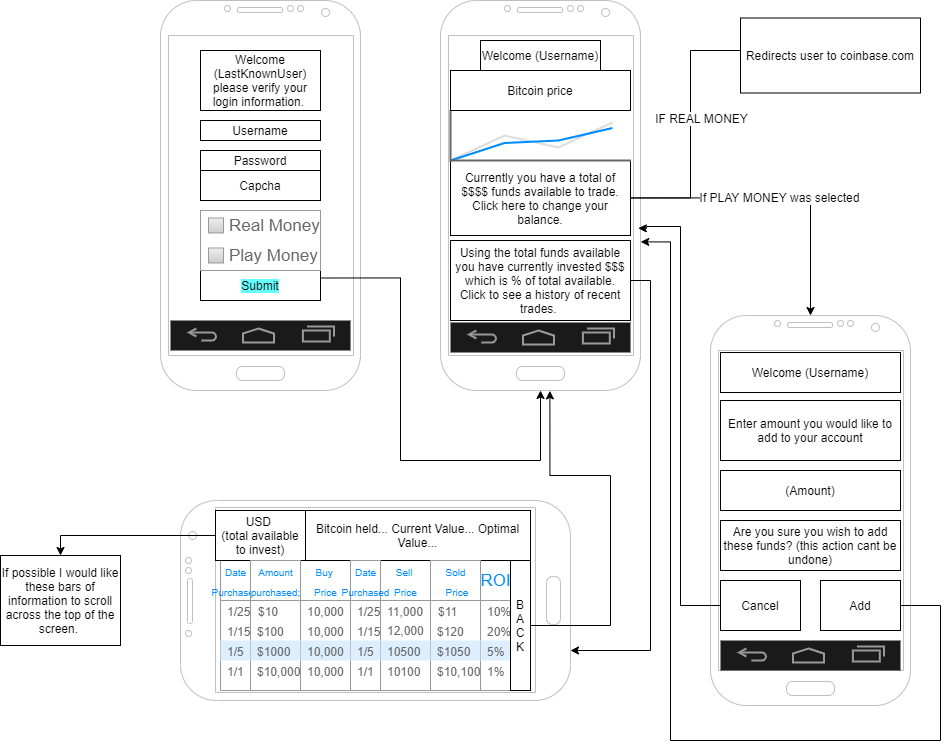 Welcome
(LastKnownUser)
please verify your
login information.
Username
Password
Capcha
Real Money
Play Money
Submit
Welcome (Username)
Bitcoin price
Currently you have a total of
$$$$ funds available to trade.
Click here to change your
balance.
Using the total funds available
you have currently invested $$$
which is % of total available.
Click to see a history of recent
trades.
Redirects user to coinbase.com
IF REAL MONEY
If PLAY MONEY was selected
Welcome (Username)
Enter amount you would like to
add to your account
(Amount)
Are you sure you wish to add
these funds? (this action cant be
undone)
Cancel
Add
USD
(total available
to invest)
Bitcoin held... Current Value... Optimal
Value...
If possible I would like
these bars of
information to scroll
across the top of the
screen.
Date Amount Buy Date Sell Sold ROI
Purchased purchased; Price Purchased Price Price
1/25 $10 10,000 1/25 11,000 $11 10%
1/15 $100 10,000 1/15 12,000 $120 20%
1/5 $1000 10,000 1/5 10500 $1050 5%
1/1 $10,000 10,000 1/1 10100 $10,100 1%
B
A
C
K